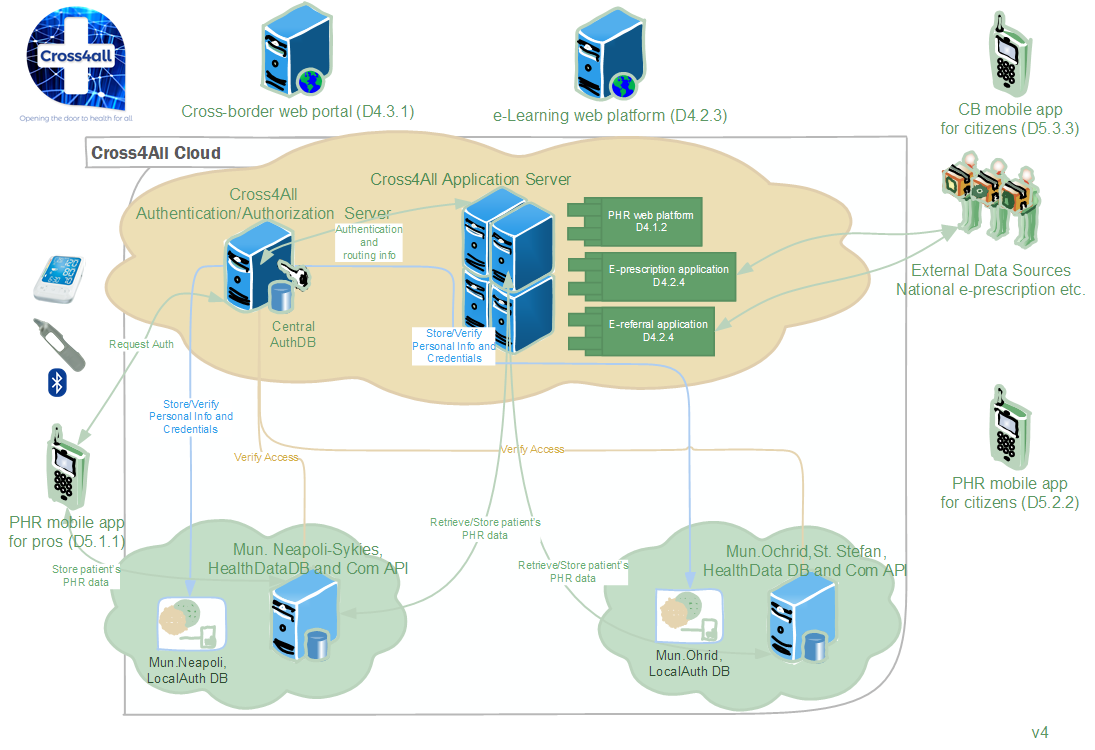 Cross4all
Opening the door to health for all
Cross-border web portal (D4.3.1)
e-Learning web platform (D4.2.3)
CB mobile app
for citizens (D5.3.3)
Cross4All Cloud
Cross4All
Authentication/Authorization Server
Cross4All Application Server
Authentication
and
routing info
PHR web platform
D4.1.2
E-prescription application
D4.2.4
E-referral application
D4.2.4
External Data Sources
National e-prescription etc.
Central
AuthDB
Request Auth
Store/Verify
Personal Info and
Credentials
Store/Verify
Personal Info and
Credentials
Verify Access
Verify Access
PHR mobile app
for citizens (D5.2.2)
PHR mobile app
for pros (D5.1.1)
Store patient's
PHR data
Retrieve/Store patient's
PHR data
Retrieve/Store patient's
PHR data
Mun. Neapoli-Sykies,
HealthDataDB and Com API
Mun.Ochrid,St. Stefan,
HealthData DB and Com API
Mun.Neapoli,
LocalAuth DB
Mun.Ohrid,
LocalAuth DB
v4